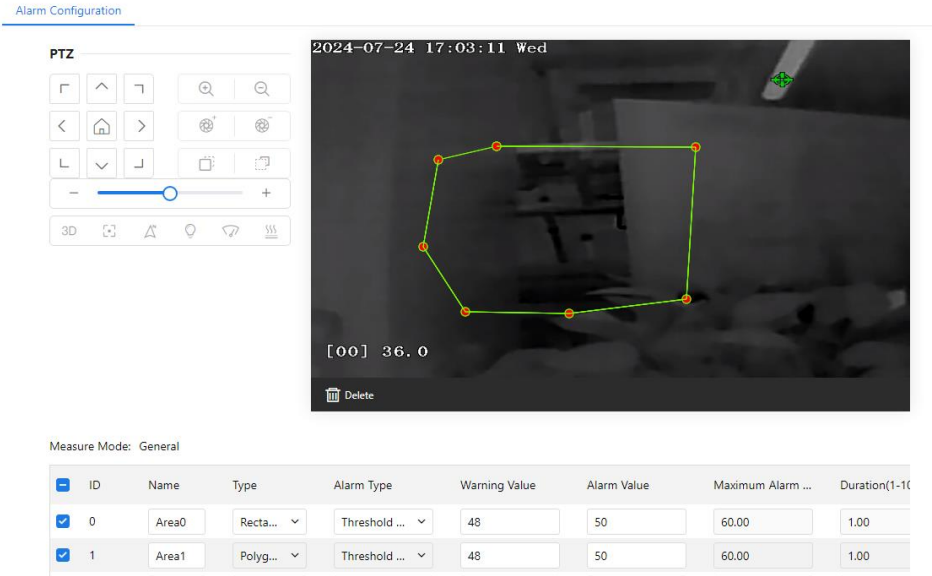 Alarm Configuration
PTZ
2024-07-24 17:03:11 Wed
3D
[00] 36.0
Delete
Measure Mode: General
ID Name Type Alarm Type Warning Value Alarm Value Maximum Alarm ... Duration(1-10
0 Area0 Recta... Threshold ... 48 50 60.00 1.00
1 Area1 Polyg... Threshold ... 48 50 60.00 1.00